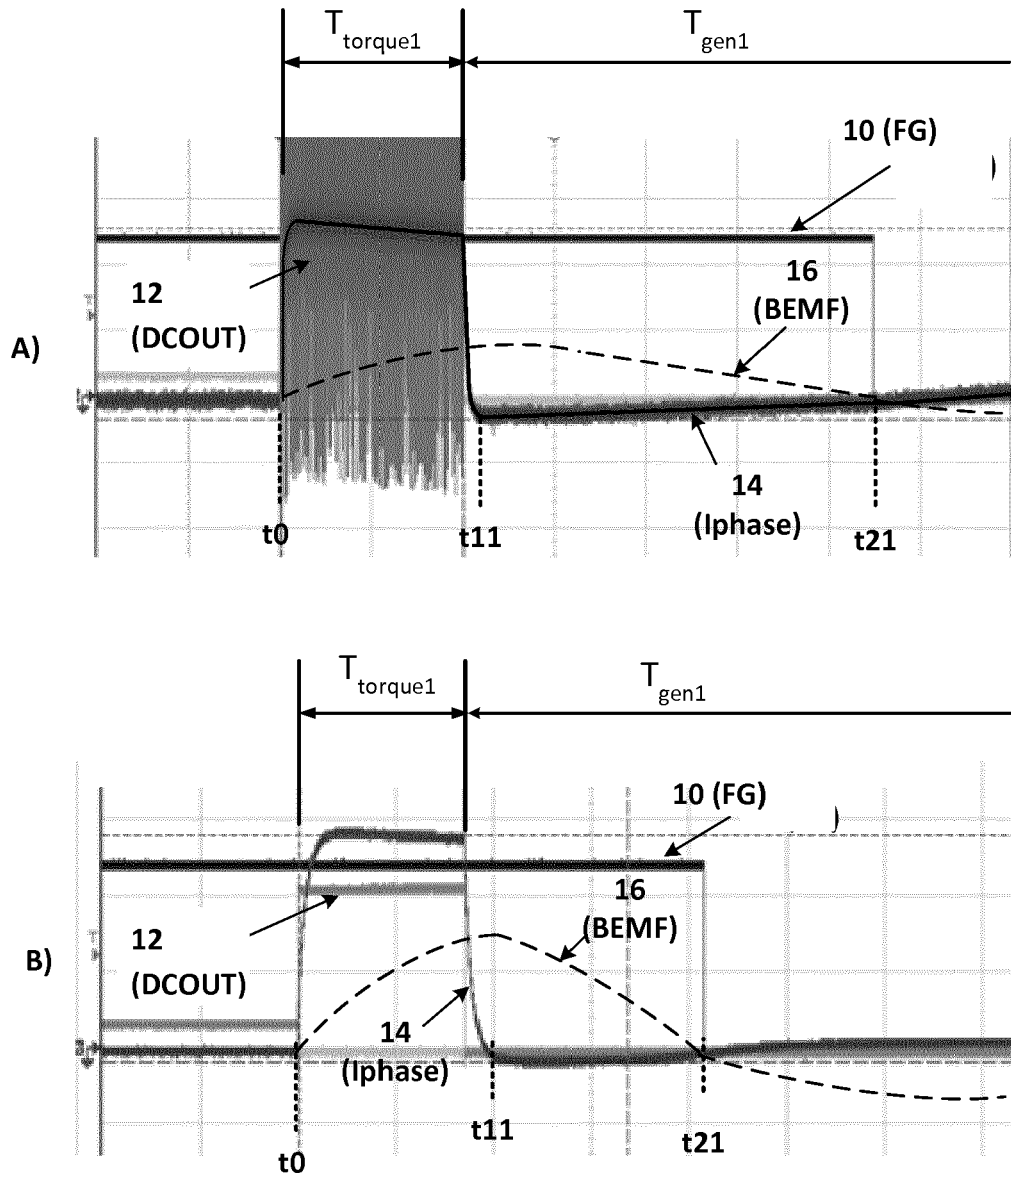 T torque1
T gen1
10 (FG)
)
12
(DCOUT)
16
(BEMF)
A)
14
(Iphase)
t0
t11
t21
T torque1
T gen1
10 (FG)
)
12
(DCOUT)
16
(BEMF)
B)
14
(Iphase)
t11
t21
t0